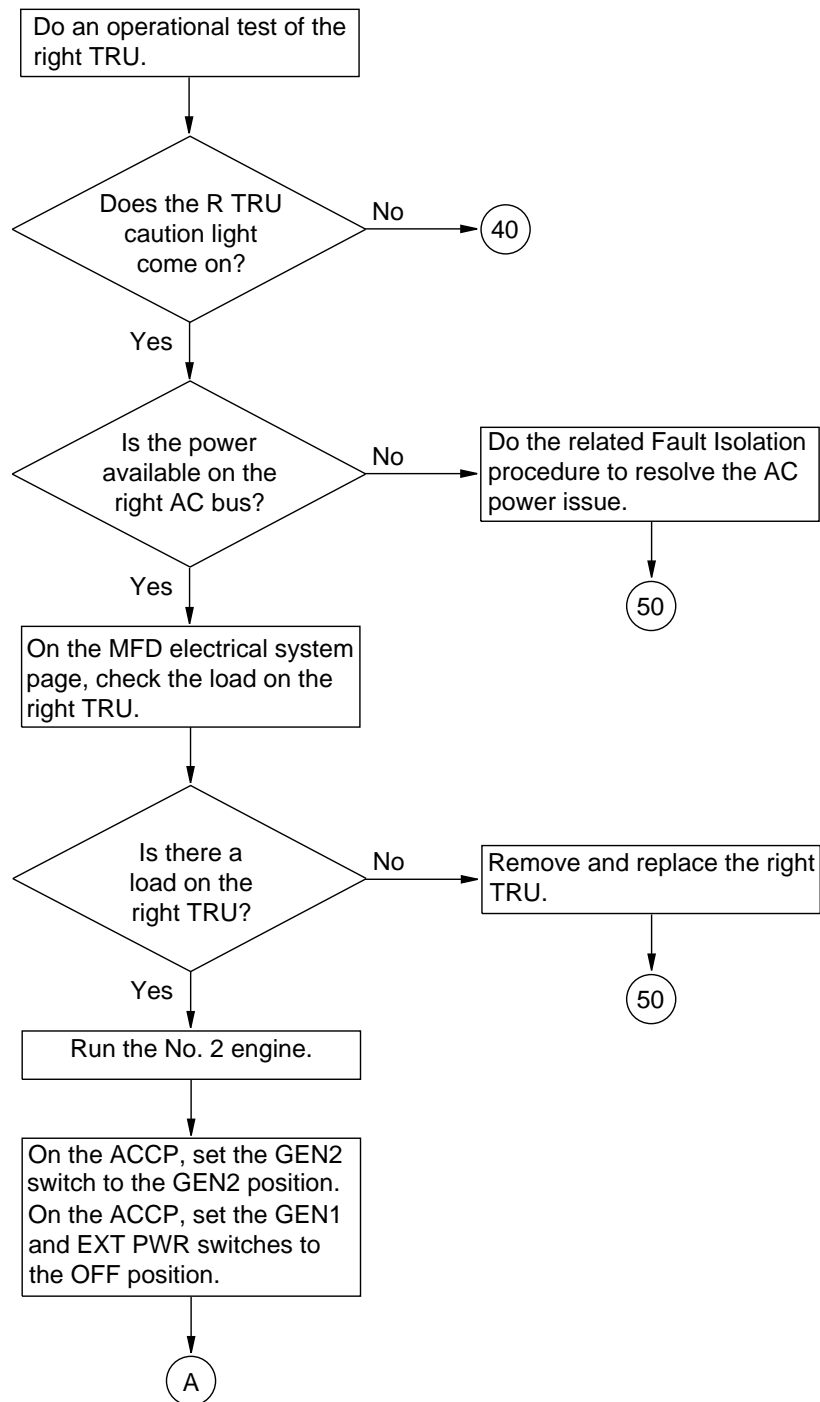 Do an operational test of the
right TRU.
Does the R TRU
caution light
come on?
No
40
Yes
Is the power
available on the
right AC bus?
No
Do the related Fault Isolation
procedure to resolve the AC
power issue.
50
Yes
On the MFD electrical system
page, check the load on the
right TRU.
Is there a
load on the
right TRU?
No
Remove and replace the right
TRU.
50
Yes
Run the No. 2 engine.
On the ACCP, set the GEN2
switch to the GEN2 position.
On the ACCP, set the GEN1
and EXT PWR switches to
the OFF position.
A